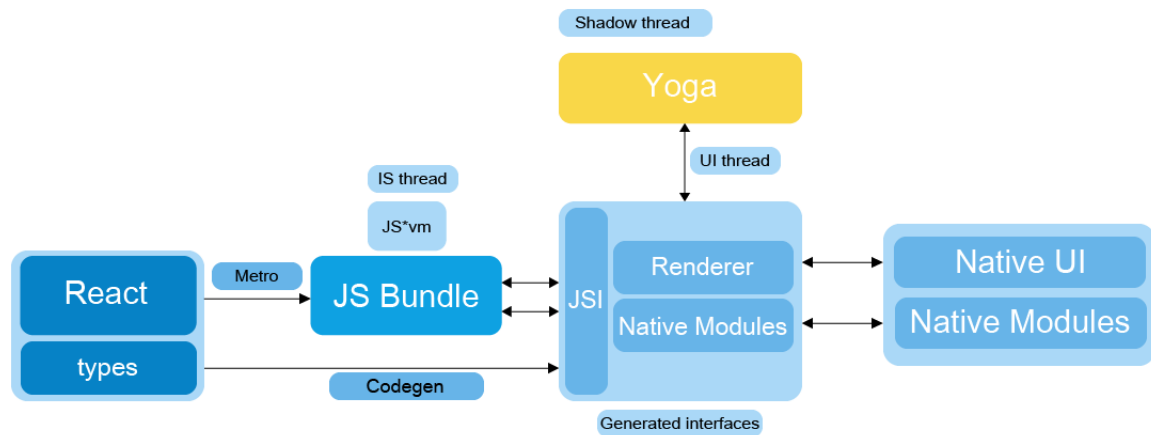 Shadow thread
Yoga
UI thread
IS thread
JS*vm
React
Metro
JS Bundle
JSI
Renderer
Native UI
Native Modules
Native Modules
types
Codegen
Generated interfaces